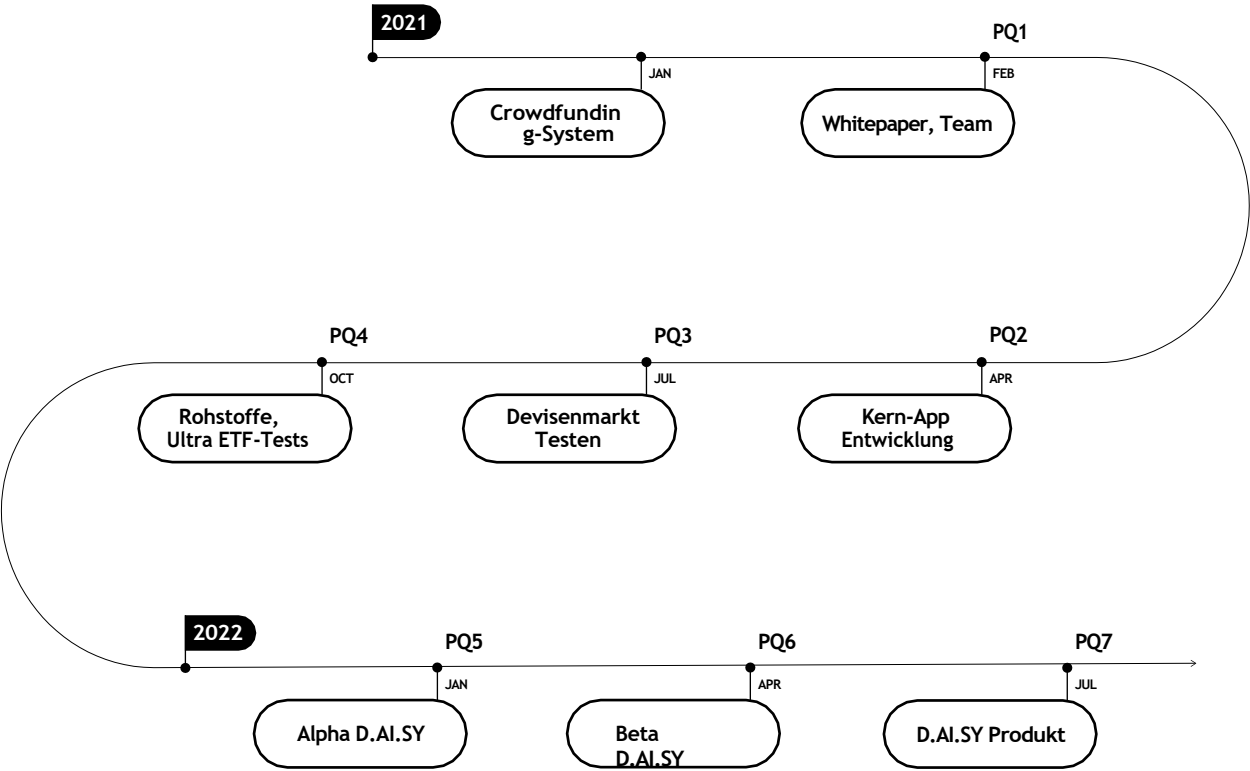 2021
PQ1
JAN
FEB
Crowdfundin
g-System
Whitepaper, Team
PQ4
PQ3
PQ2
OCT
JUL
APR
Rohstoffe,
Ultra ETF-Tests
Devisenmarkt
Testen
Kern-App
Entwicklung
2022
PQ5
PQ6
PQ7
JAN
APR
JUL
Alpha D.AI.SY
Beta
D.AI.SY
D.AI.SY Produkt